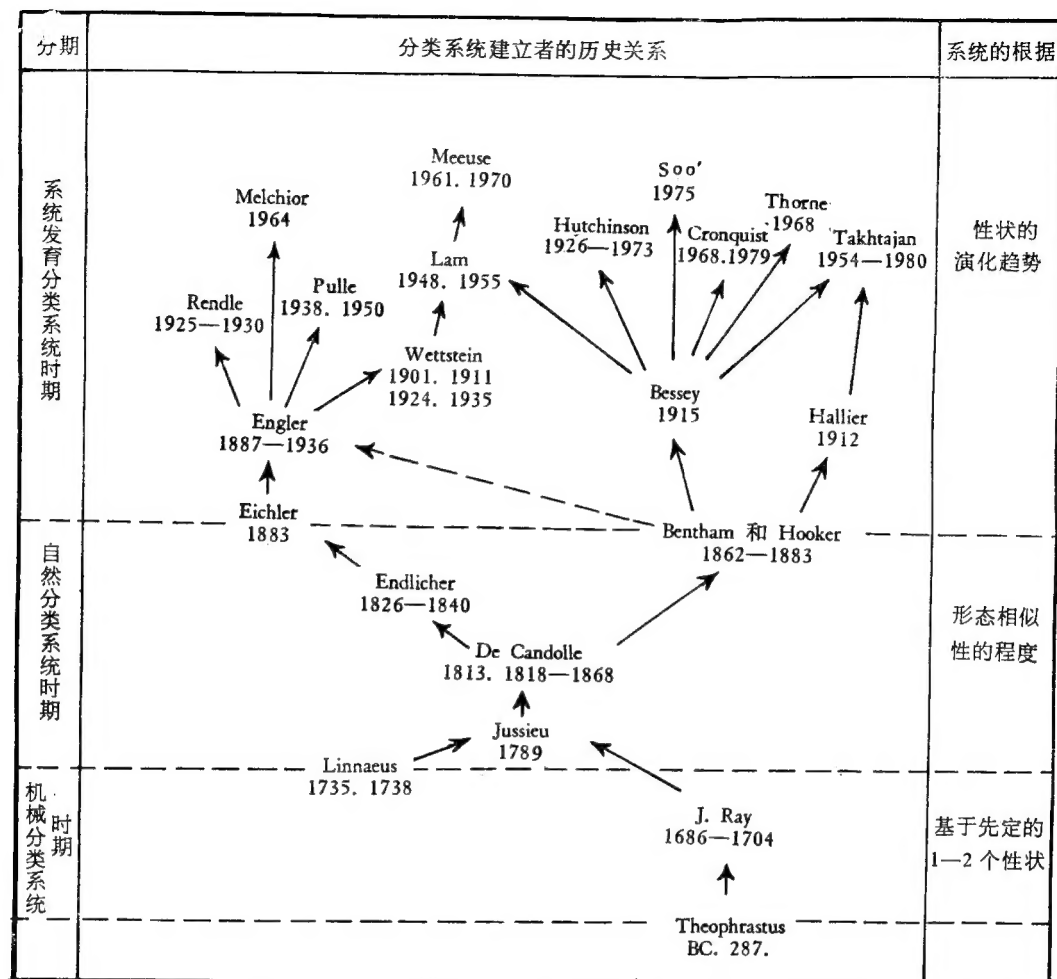 分期
分类系统建立者的历史关系
系统的根据
系统发育分类系统时期
Meeuse
1961. 1970
Soo'
1975
Melchior
1964
Thorne
1968
Hutchinson
1926—1973
Cronquist
1968.1979
Takhtajan
1954—1980
性状的
演化趋势
Lam
1948. 1955
Pulle
1938. 1950
Rendle
1925—1930
Wettstein
1901. 1911
1924. 1935
Bessey
1915
Hallier
1912
Engler
1887—1936
Eichler
1883
Bentham 和 Hooker
1862—1883
自然分类系统时期
Endlicher
1826—1840
形态相似
性的程度
De Candolle
1813. 1818—1868
Jussieu
1789
Linnaeus
1735. 1738
机械分类系统
时期
J. Ray
1686—1704
基于先定的
1—2 个性状
Theophrastus
BC. 287.